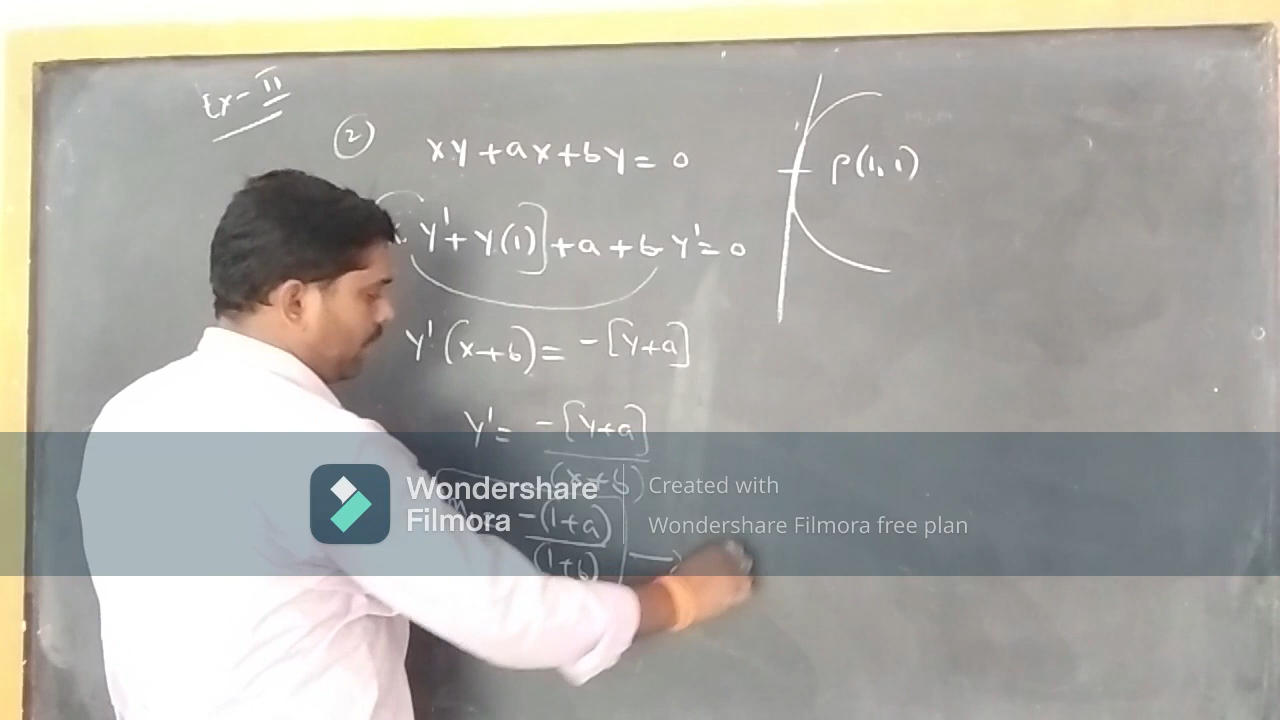 Ex-II
2 xy+ax+by=0
P(1,1)
y'+y(1)]+a+by'=0
y'(x+b)=-[y+a]
y'= -[y+a]
(x+b)
-(1+a)
(1+b)
Wondershare
Filmora
Created with
Wondershare Filmora free plan